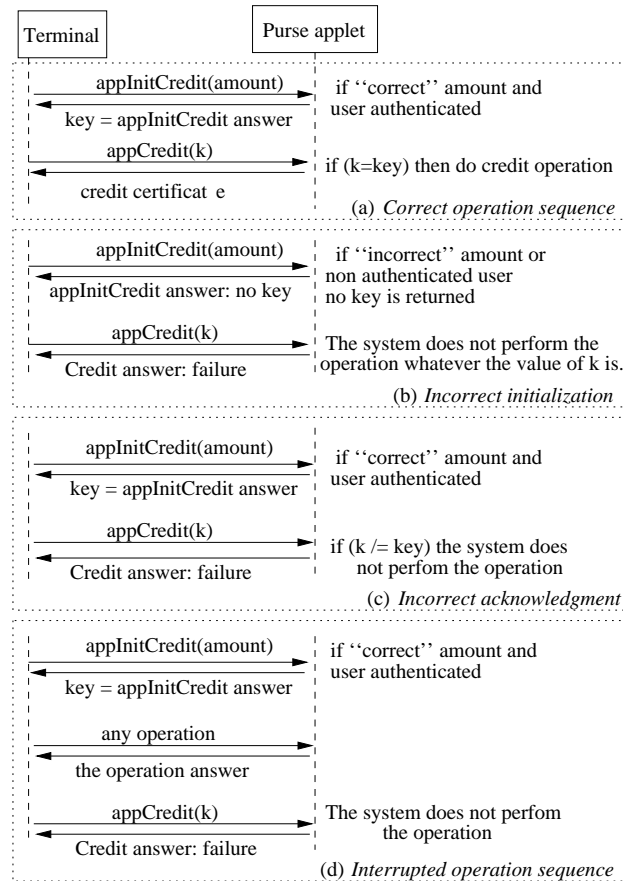 Terminal
Purse applet
appInitCredit(amount)
if ‘‘correct’’ amount and
user authenticated
key = appInitCredit answer
appCredit(k)
if (k=key) then do credit operation
credit certificat e
(a) Correct operation sequence
appInitCredit(amount)
if ‘‘incorrect’’ amount or
non authenticated user
no key is returned
appInitCredit answer: no key
appCredit(k)
The system does not perform the
operation whatever the value of k is.
Credit answer: failure
(b) Incorrect initialization
appInitCredit(amount)
if ‘‘correct’’ amount and
user authenticated
key = appInitCredit answer
appCredit(k)
if (k /= key) the system does
not perfom the operation
Credit answer: failure
(c) Incorrect acknowledgment
appInitCredit(amount)
if ‘‘correct’’ amount and
user authenticated
key = appInitCredit answer
any operation
the operation answer
appCredit(k)
The system does not perfom
the operation
Credit answer: failure
(d) Interrupted operation sequence